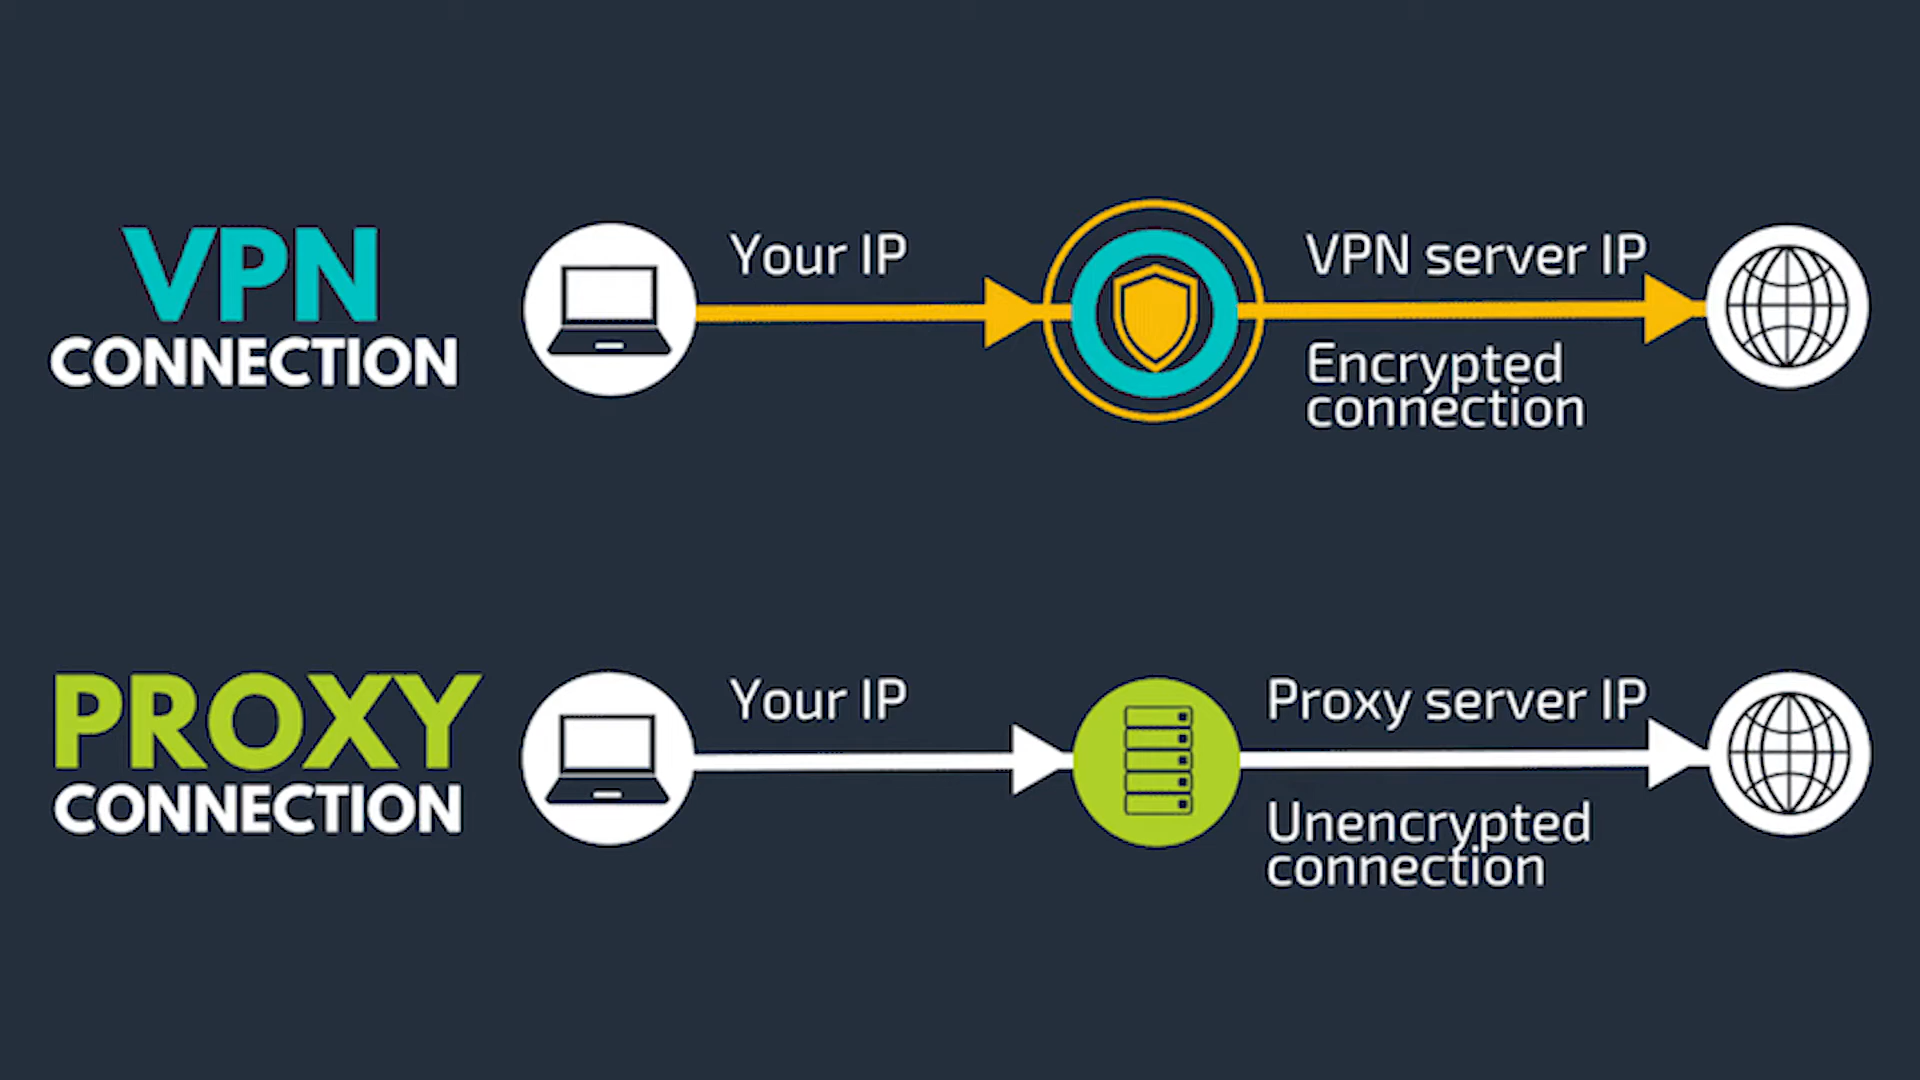 VPN
CONNECTION
Your IP
VPN server IP
Encrypted
connection
PROXY
CONNECTION
Your IP
Proxy server IP
Unencrypted
connection